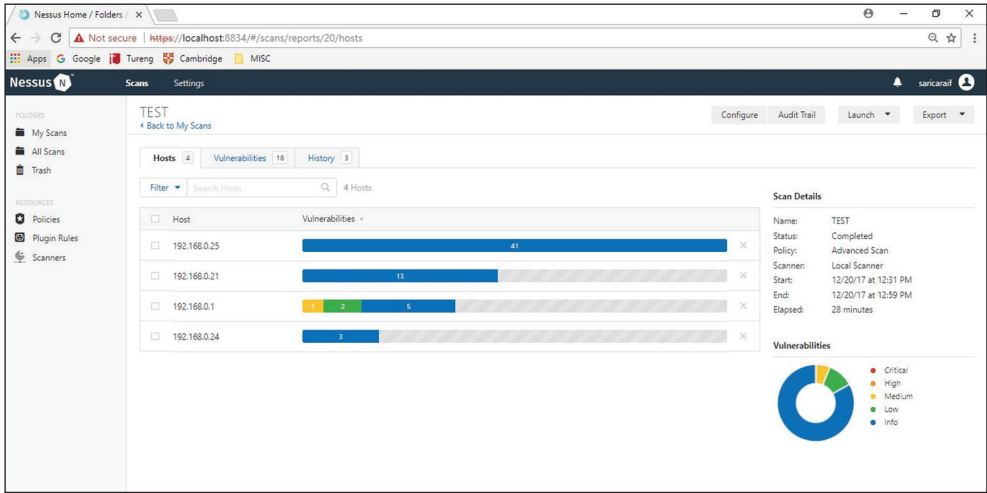 Nessus Home / Folders /
Not secure | https://localhost:8834/#/scans/reports/20/hosts
Apps Google Tureng Cambridge MISC
Nessus N Scans Settings saricaraif
FOLDERS
My Scans
All Scans
Trash
RESOURCES
Policies
Plugin Rules
Scanners
TEST
Back to My Scans
Configure Audit Trail Launch Export
Hosts 4 Vulnerabilities 18 History 3
Filter Search Hosts 4 Hosts
Host Vulnerabilities
192.168.0.25 41
192.168.0.21 13
192.168.0.1 1 2 5
192.168.0.24 3
Scan Details
Name: TEST
Status: Completed
Policy: Advanced Scan
Scanner: Local Scanner
Start: 12/20/17 at 12:31 PM
End: 12/20/17 at 12:59 PM
Elapsed: 28 minutes
Vulnerabilities
Critical
High
Medium
Low
Info